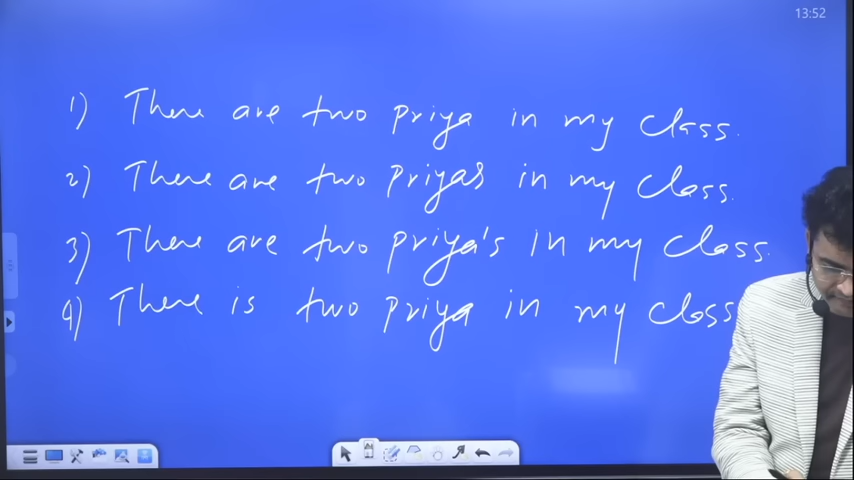 13:52
1) There are two priya in my class.
2) There are two priyas in my class.
3) There are two priya's in my class.
4) There is two priya in my class